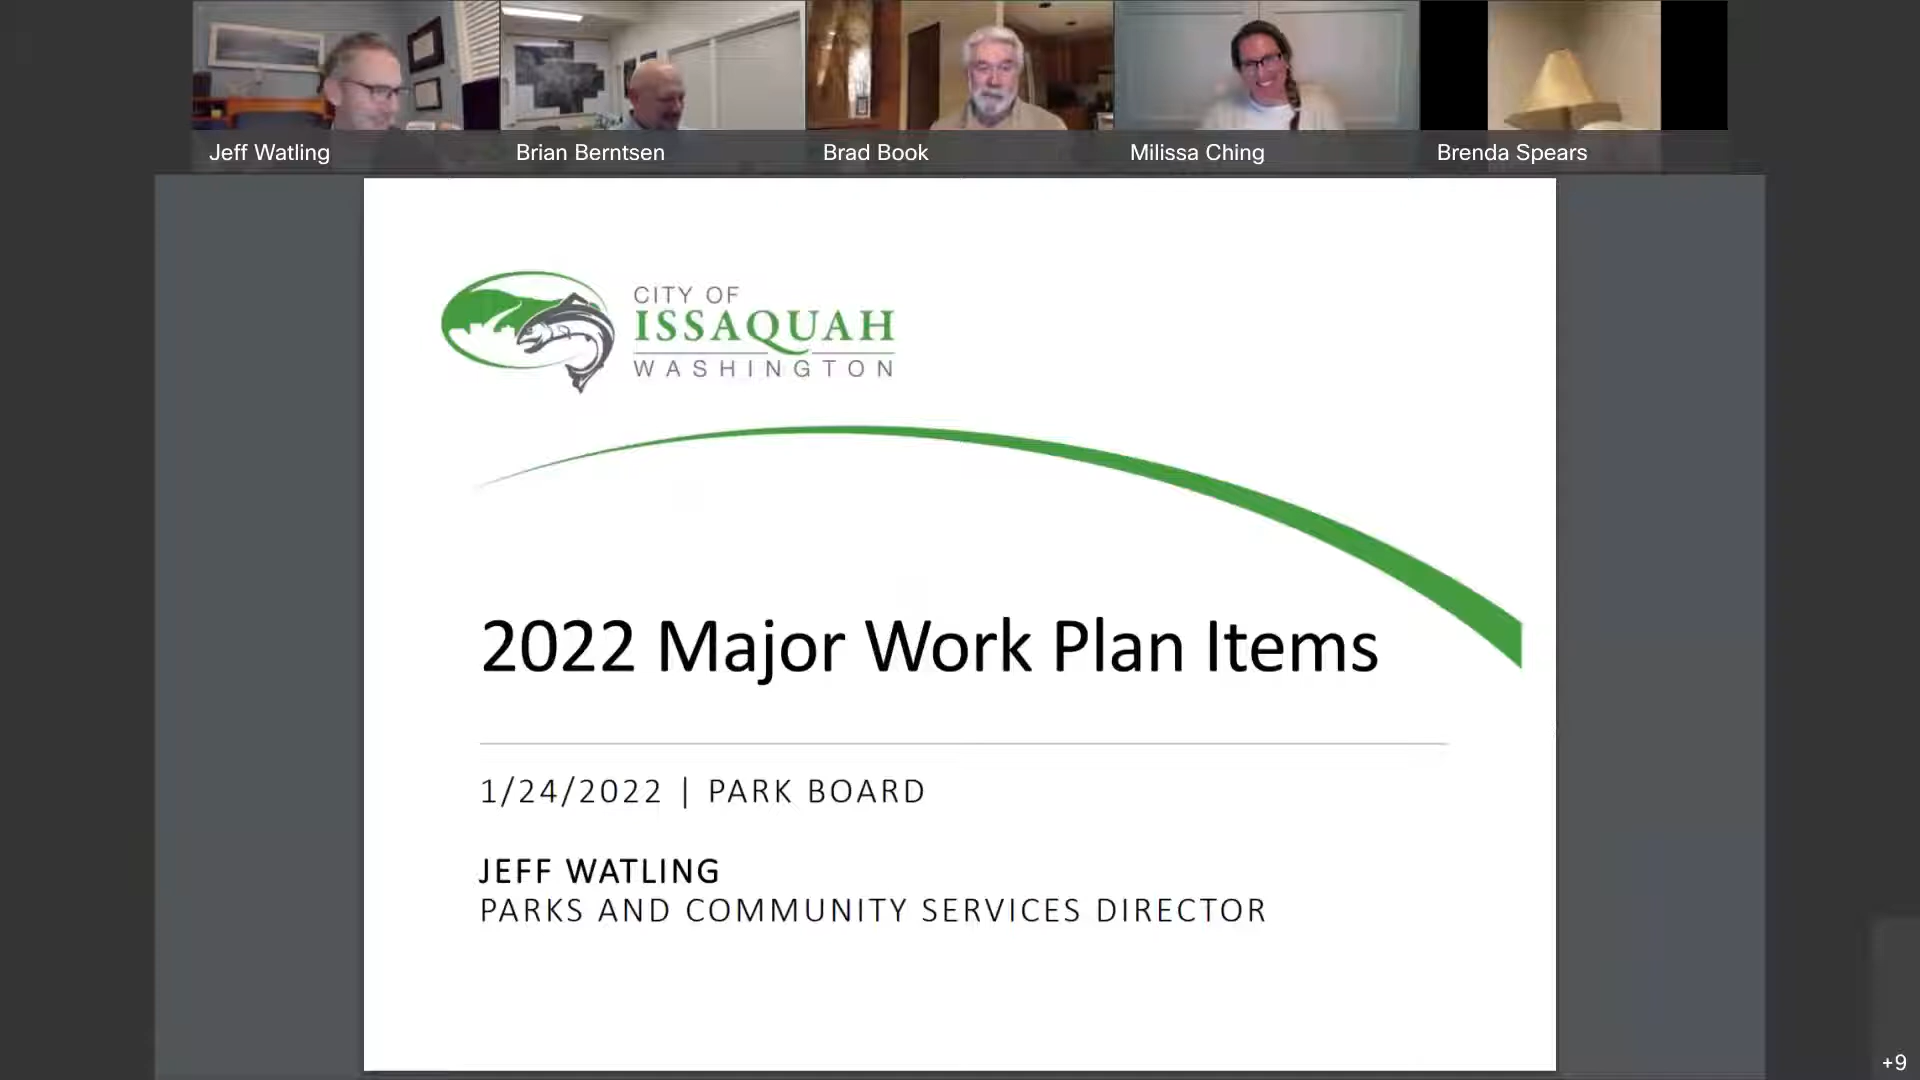 Jeff Watling
Brian Berntsen
Brad Book
Milissa Ching
Brenda Spears
CITY OF
ISSAQUAH
WASHINGTON
2022 Major Work Plan Items
1/24/2022 | PARK BOARD
JEFF WATLING
PARKS AND COMMUNITY SERVICES DIRECTOR
+9